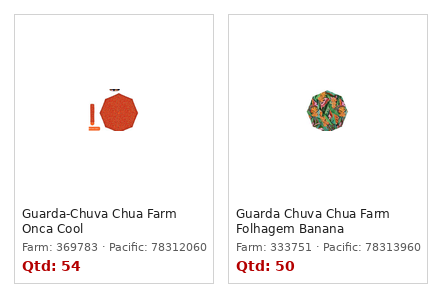 Guarda-Chuva Chua Farm
Onca Cool
Farm: 369783 · Pacific: 78312060
Qtd: 54
Guarda Chuva Chua Farm
Folhagem Banana
Farm: 333751 · Pacific: 78313960
Qtd: 50